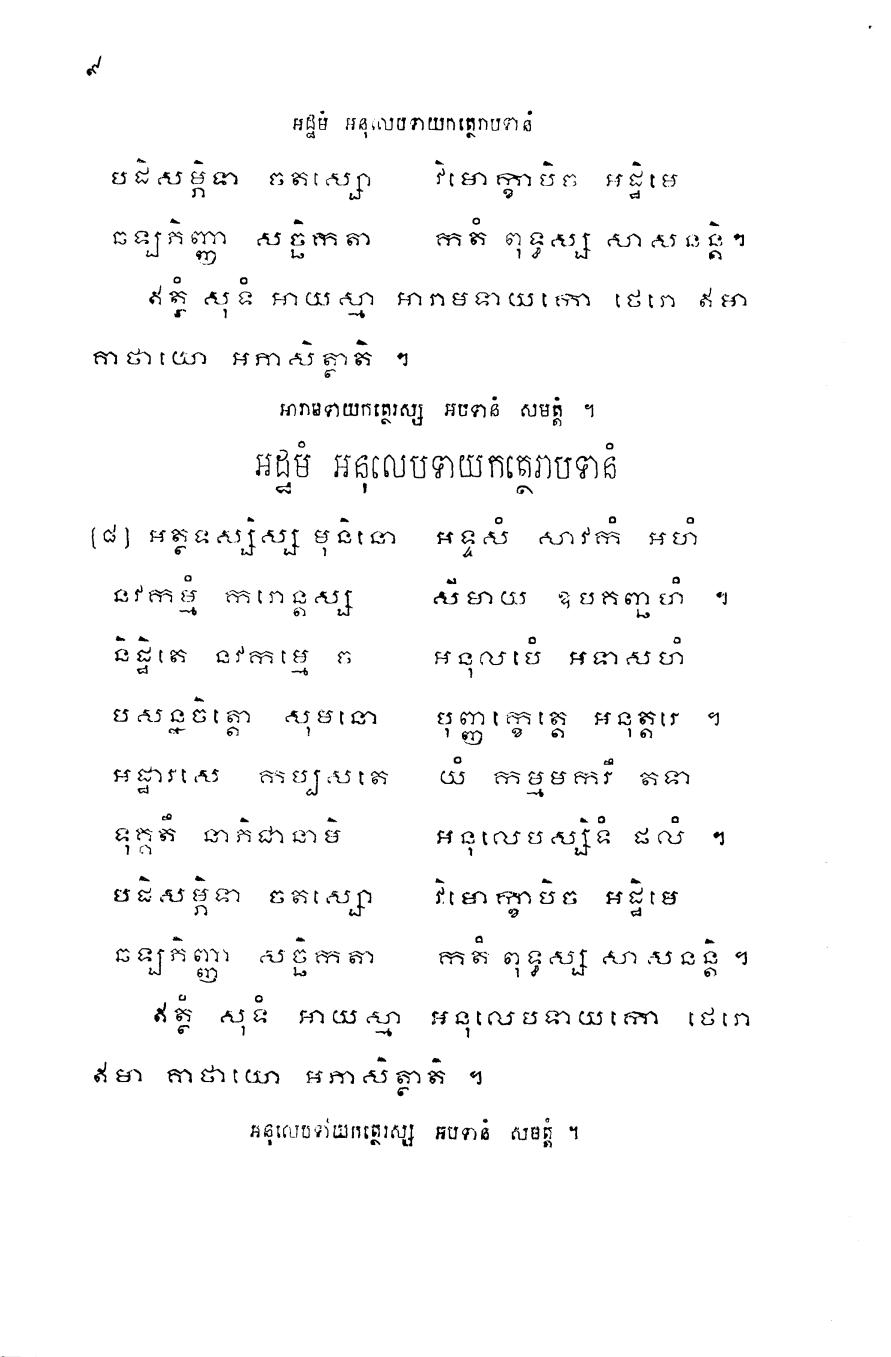 ៩
អដ្ឋមំ អនុលេបទាយកត្ថេរាបទានំ
បដិសម្ភិទា ចតស្សោ វិមោក្ខាបិច អដ្ឋិមេ
ឆឡភិញ្ញា សច្ឆិកតា កតំ ពុទ្ធស្ស សាសនន្តិ។
ឥត្ថំ សុទំ អាយស្មា អារាមទាយកោ ថេរោ ឥមា
គាថាយោ អភាសិត្ថាតិ ។
អារាមទាយកត្ថេរស្ស អបទានំ សមត្តំ ។
អដ្ឋមំ អនុលេបទាយកត្ថេរាបទានំ
(៨) អត្ថទស្សិស្ស មុនិនោ អទ្ទសំ សាវកំ អហំ
នវកម្មំ ករោន្តស្ស សីមាយ ឧបគញ្ឆហំ ។
និដ្ឋិតេ នវកម្មេ ច អនុលេបំ អទាសហំ
បសន្នចិត្តោ សុមនោ បុញ្ញក្ខេត្តេ អនុត្តរេ ។
អដ្ឋារសេ កប្បសតេ យំ កម្មមករឹ តទា
ទុគ្គតឹ នាភិជានាមិ អនុលេបស្សិទំ ផលំ ។
បដិសម្ភិទា ចតស្សោ វិមោក្ខាបិច អដ្ឋិមេ
ឆឡភិញ្ញា សច្ឆិកតា កតំ ពុទ្ធស្ស សាសនន្តិ ។
ឥត្ថំ សុទំ អាយស្មា អនុលេបទាយកោ ថេរោ
ឥមា គាថាយោ អភាសិត្ថាតិ ។
អនុលេបទាយកត្ថេរស្ស អបទានំ សមត្តំ ។